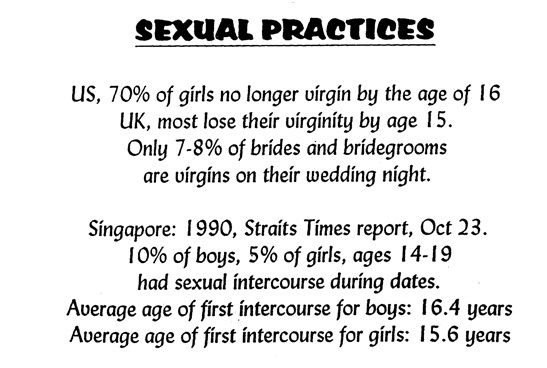 SEXUAL PRACTICES
US, 70% of girls no longer virgin by the age of 16
UK, most lose their virginity by age 15.
Only 7-8% of brides and bridegrooms
are virgins on their wedding night.
Singapore: 1990, Straits Times report, Oct 23.
10% of boys, 5% of girls, ages 14-19
had sexual intercourse during dates.
Average age of first intercourse for boys: 16.4 years
Average age of first intercourse for girls: 15.6 years